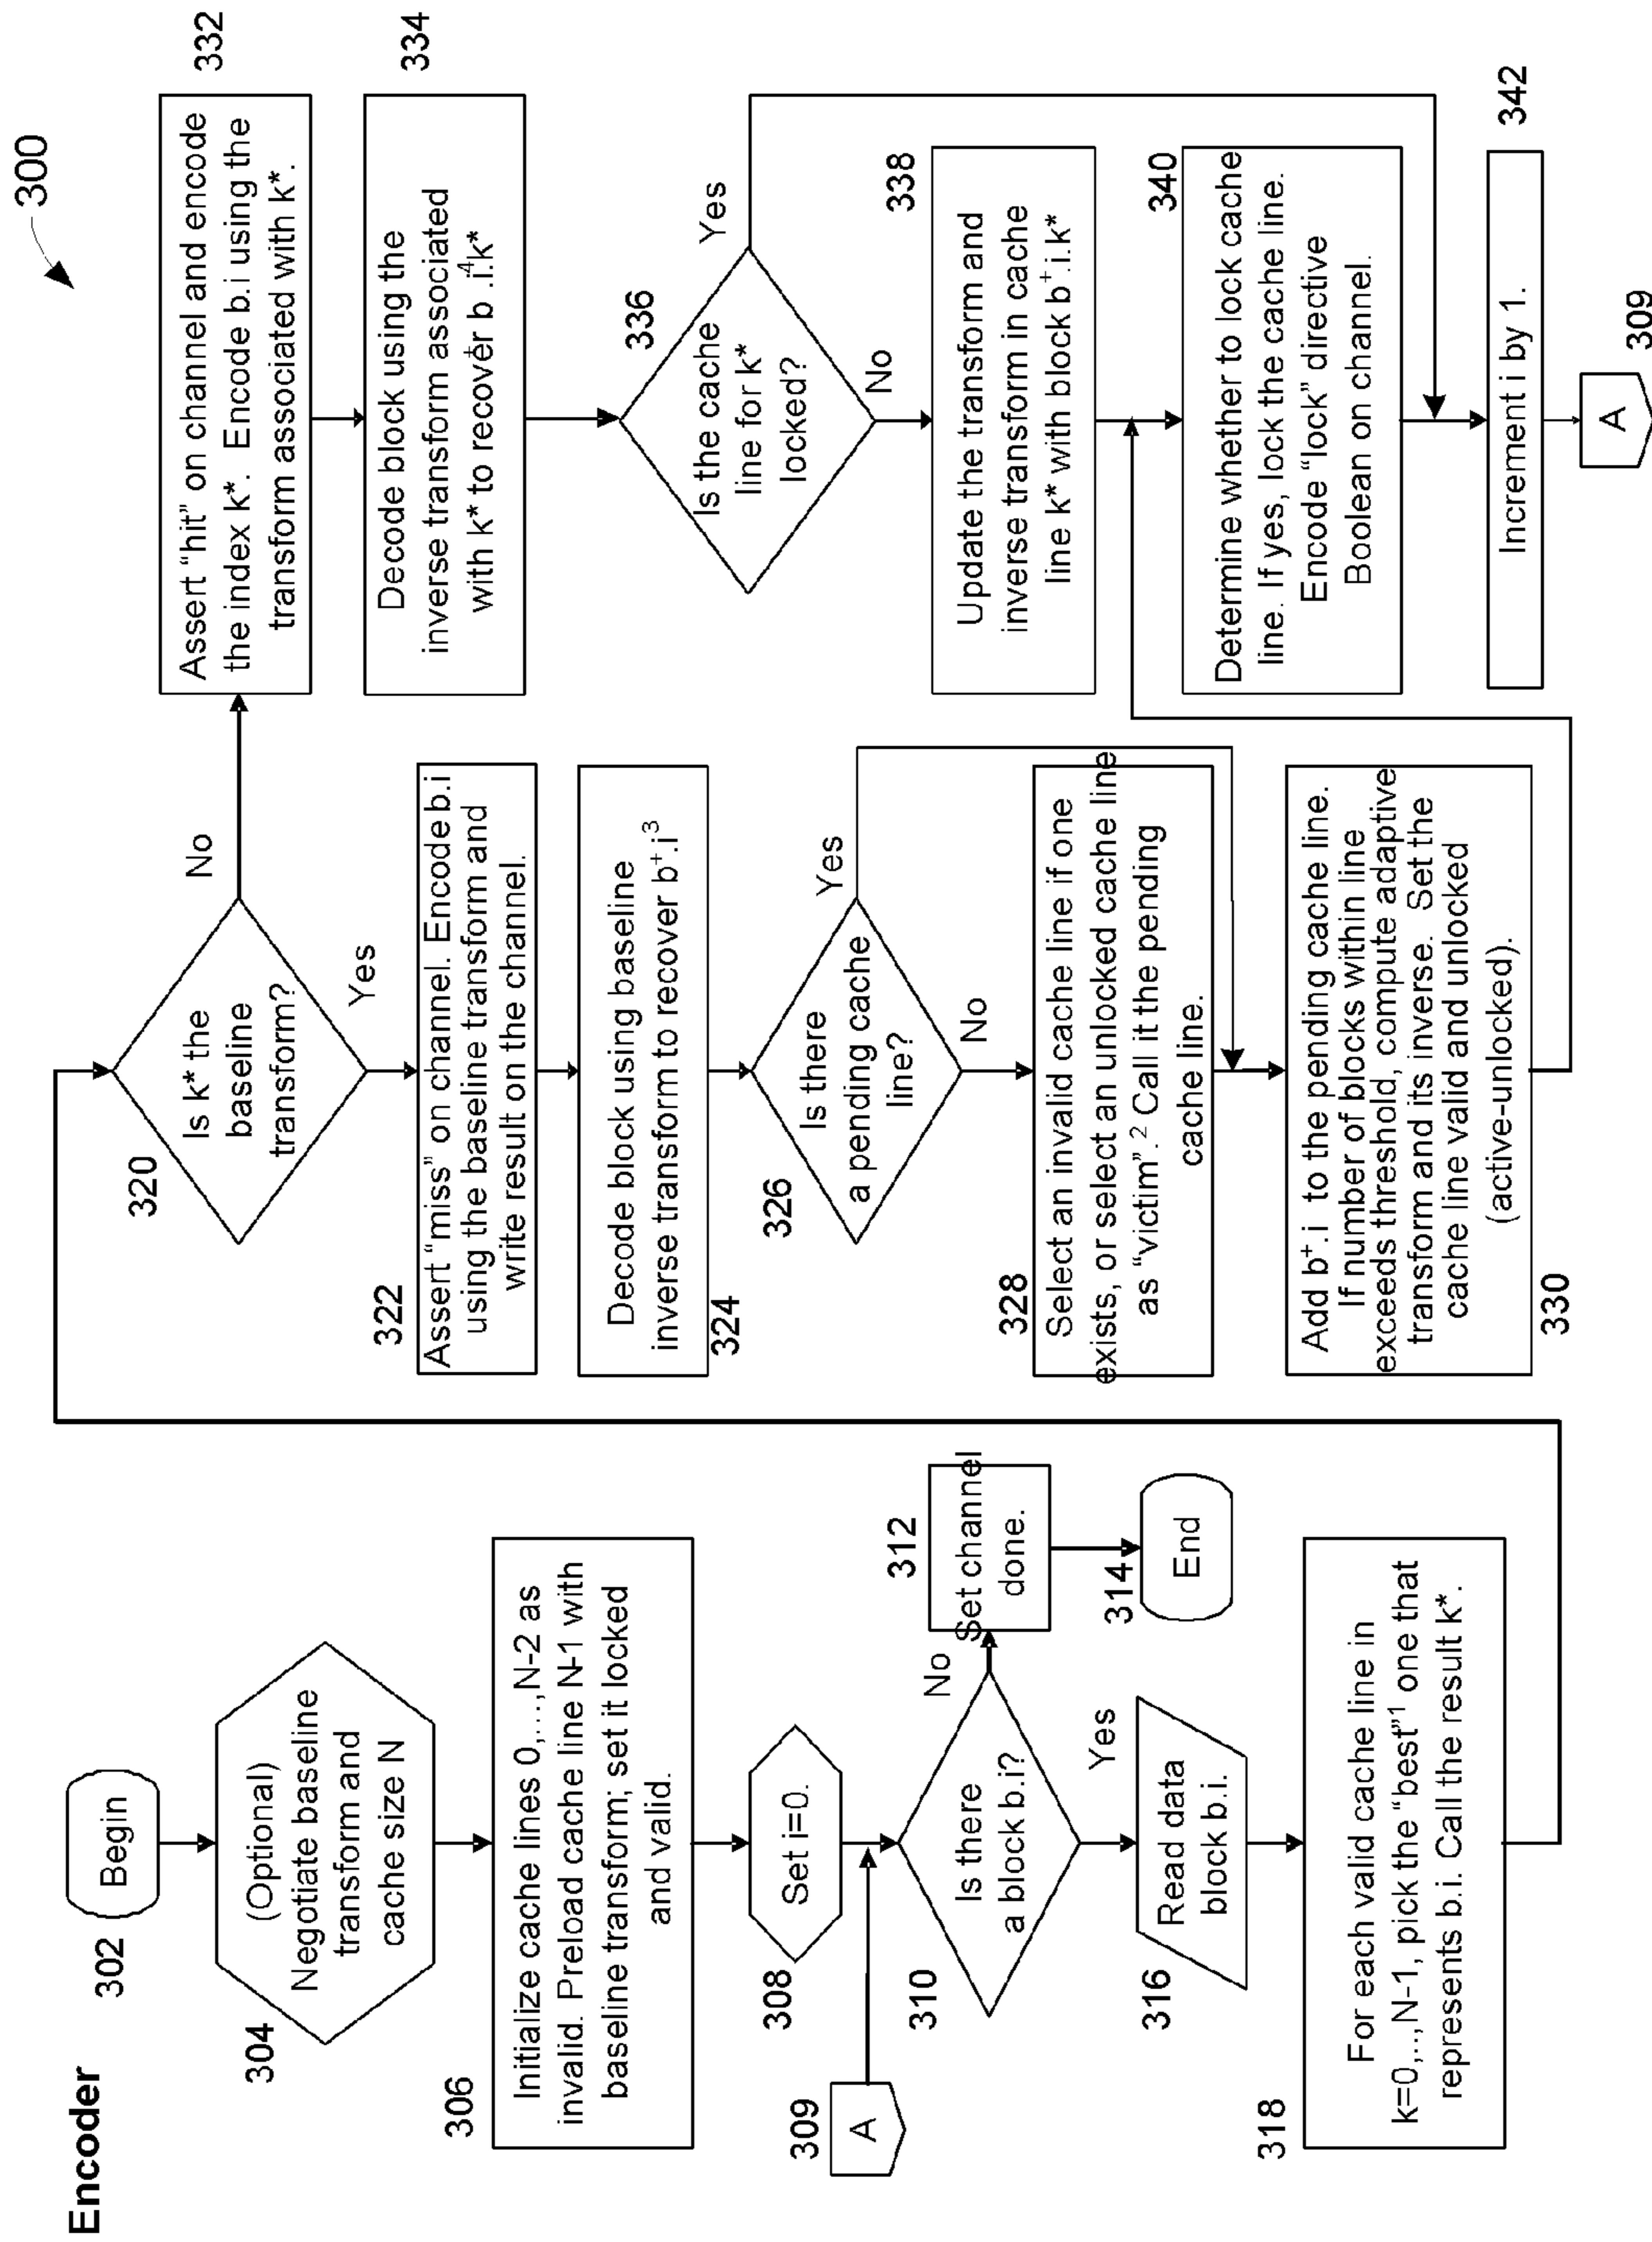 Encoder
300
Begin
302
(Optional)
Negotiate baseline
transform and
cache size N
304
Initialize cache lines 0,...,N-2 as
invalid. Preload cache line N-1 with
baseline transform; set it locked
and valid.
306
Set i=0.
308
309
A
Is there
a block b.i?
310
No
Set channel
done.
312
End
314
Yes
Read data
block b.i.
316
For each valid cache line in
k=0,..,N-1, pick the “best”1 one that
represents b.i. Call the result k*.
318
Is k* the
baseline
transform?
320
No
Yes
Assert “miss” on channel. Encode b.i
using the baseline transform and
write result on the channel.
322
Decode block using baseline
inverse transform to recover b+.i3
324
Is there
a pending cache
line?
326
Yes
No
Select an invalid cache line if one
exists, or select an unlocked cache line
as “victim”.2 Call it the pending
cache line.
328
Add b+.i to the pending cache line.
If number of blocks within line
exceeds threshold, compute adaptive
transform and its inverse. Set the
cache line valid and unlocked
(active-unlocked).
330
Assert “hit” on channel and encode
the index k*. Encode b.i using the
transform associated with k*.
332
Decode block using the
inverse transform associated
with k* to recover b+.i.4k*
334
Is the cache
line for k*
locked?
336
Yes
No
Update the transform and
inverse transform in cache
line k* with block b+.i.k*
338
Determine whether to lock cache
line. If yes, lock the cache line.
Encode “lock” directive
Boolean on channel.
340
Increment i by 1.
342
A
309